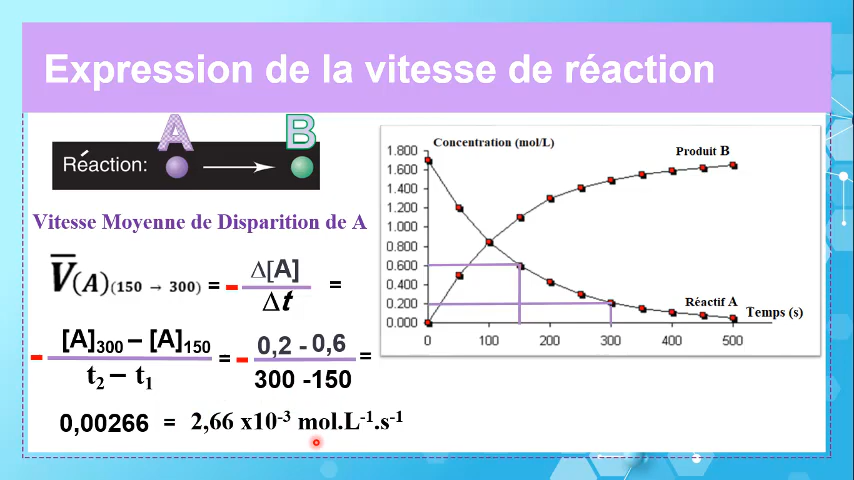 Expression de la vitesse de réaction
A B
Réaction:
Vitesse Moyenne de Disparition de A
V̅(A)(150 → 300) = - Δ[A] / Δt =
- [A]300 – [A]150 / t2 – t1 = - 0,2 - 0,6 / 300 -150 =
0,00266 = 2,66 x10-3 mol.L-1.s-1
Concentration (mol/L)
1.800
1.600
1.400
1.200
1.000
0.800
0.600
0.400
0.200
0.000
Produit B
Réactif A
Temps (s)
0 100 200 300 400 500